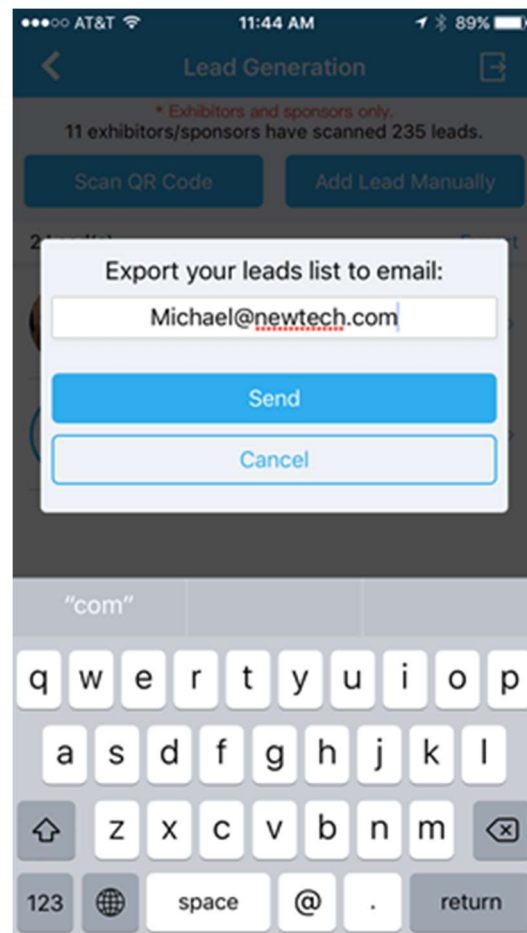 AT&T 11:44 AM 89%
Lead Generation
* Exhibitors and sponsors only.
11 exhibitors/sponsors have scanned 235 leads.
Scan QR Code Add Lead Manually
Export your leads list to email:
Michael@newtech.com
Send
Cancel
“com”
q w e r t y u i o p
a s d f g h j k l
z x c v b n m
123 space @ . return